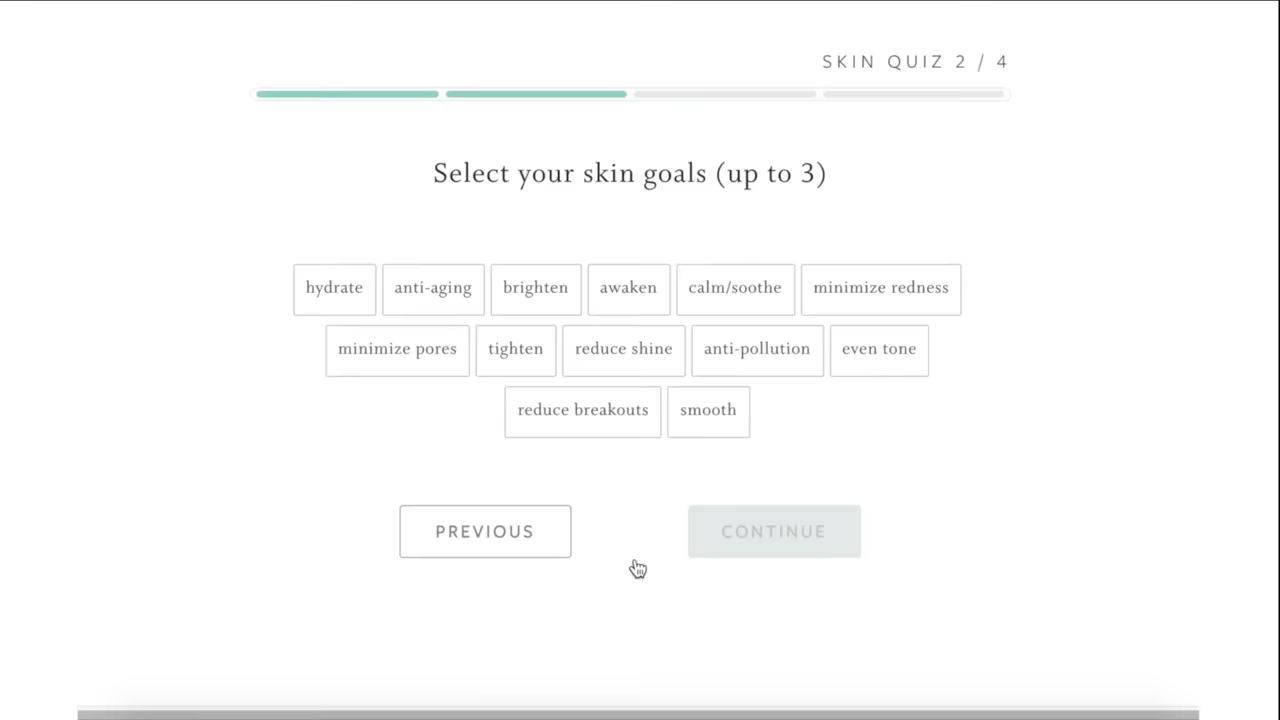 SKIN QUIZ 2 / 4
Select your skin goals (up to 3)
hydrate anti-aging brighten awaken calm/soothe minimize redness
minimize pores tighten reduce shine anti-pollution even tone
reduce breakouts smooth
PREVIOUS CONTINUE